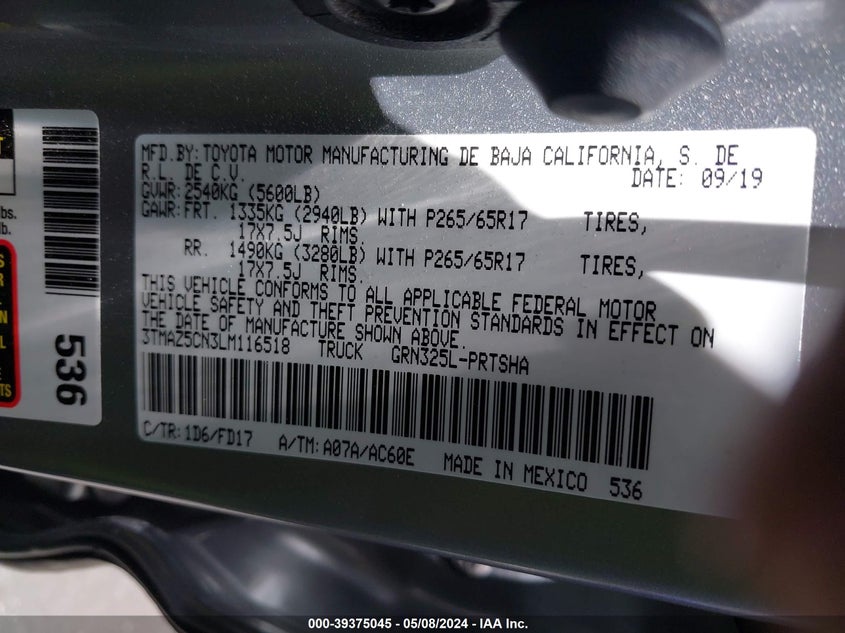 MFD.BY:TOYOTA MOTOR MANUFACTURING DE BAJA CALIFORNIA, S. DE
R.L. DE C.V.
DATE: 09/19
GVWR:2540KG (5600LB)
GAWR:FRT. 1335KG (2940LB) WITH P265/65R17 TIRES,
17X7.5J RIMS.
RR. 1490KG (3280LB) WITH P265/65R17 TIRES,
17X7.5J RIMS.
THIS VEHICLE CONFORMS TO ALL APPLICABLE FEDERAL MOTOR
VEHICLE SAFETY AND THEFT PREVENTION STANDARDS IN EFFECT ON
THE DATE OF MANUFACTURE SHOWN ABOVE.
3TMAZ5CN3LM116518 TRUCK GRN325L-PRTSHA
C/TR:1D6/FD17 A/TM:A07A/AC60E MADE IN MEXICO 536
lbs.
lb.
536
000-39375045 - 05/08/2024 - IAA Inc.